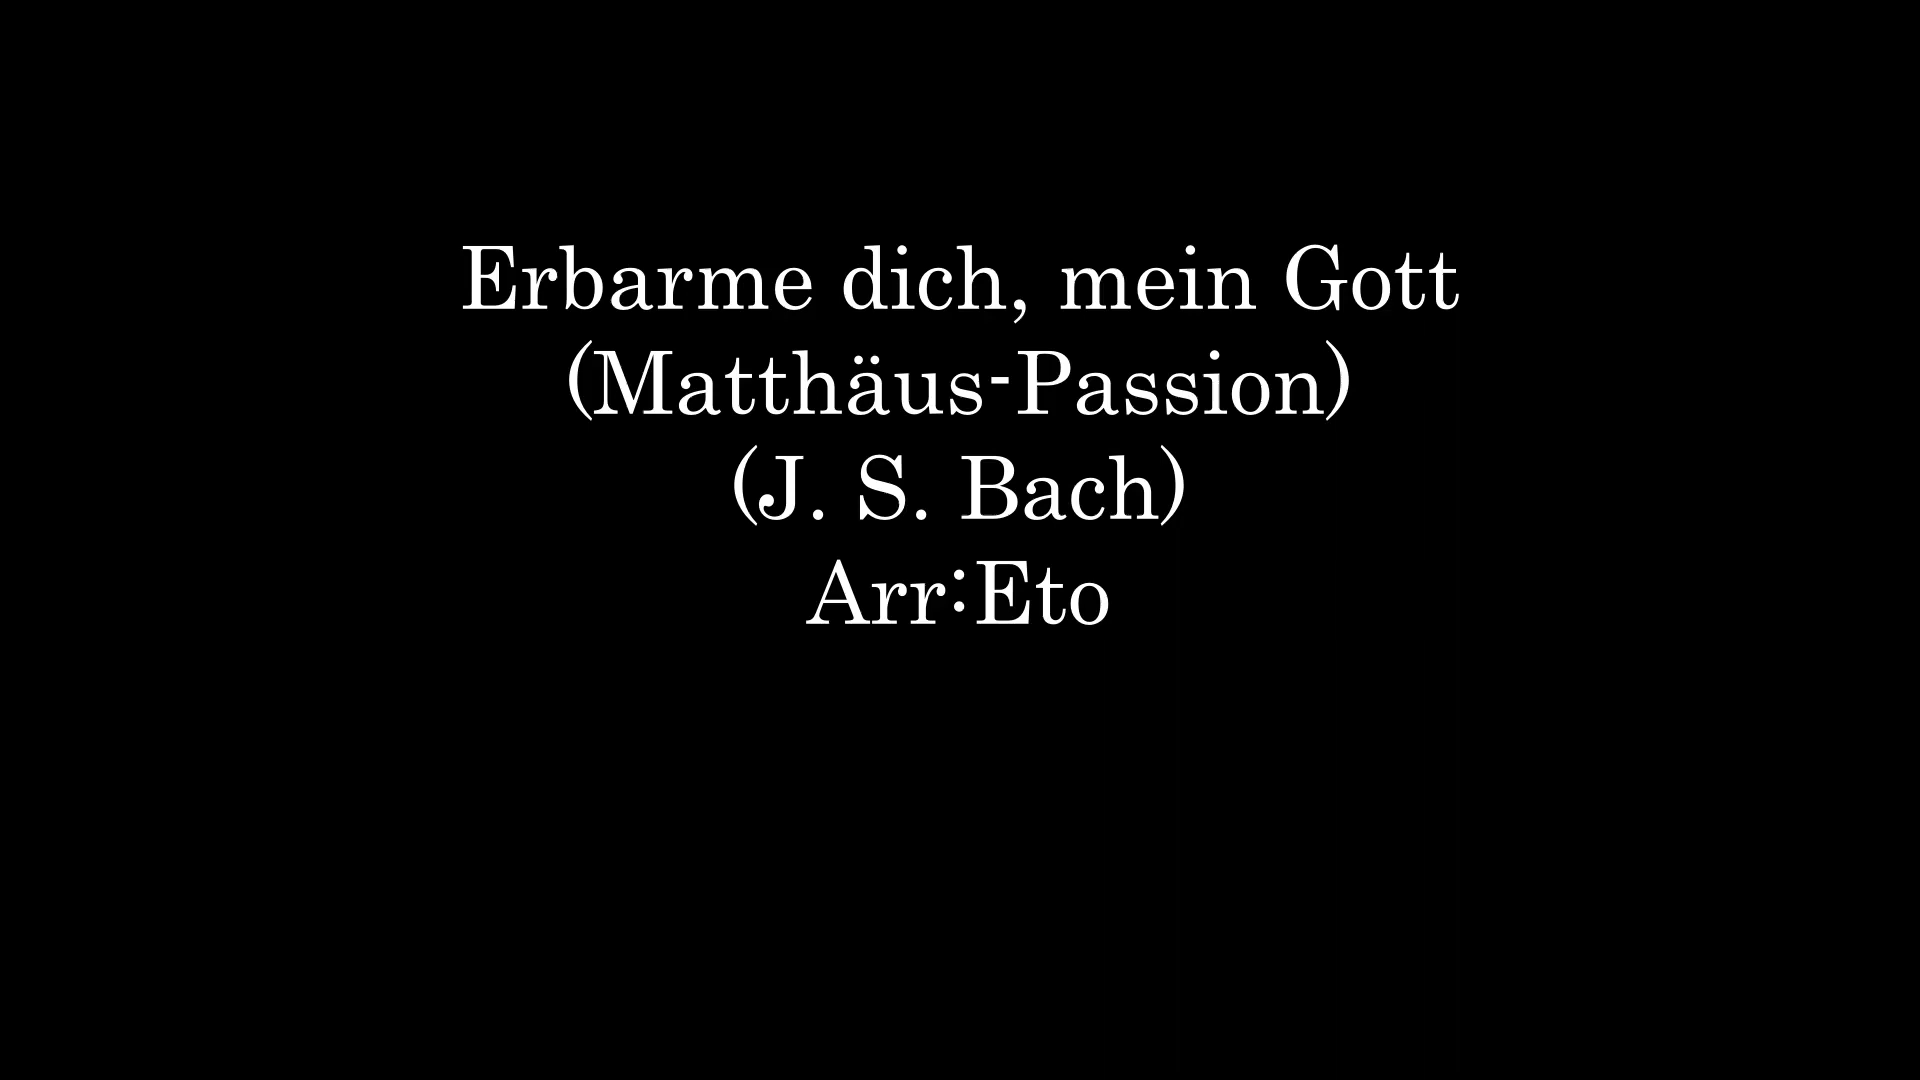 Erbarme dich, mein Gott
(Matthäus-Passion)
(J. S. Bach)
Arr:Eto